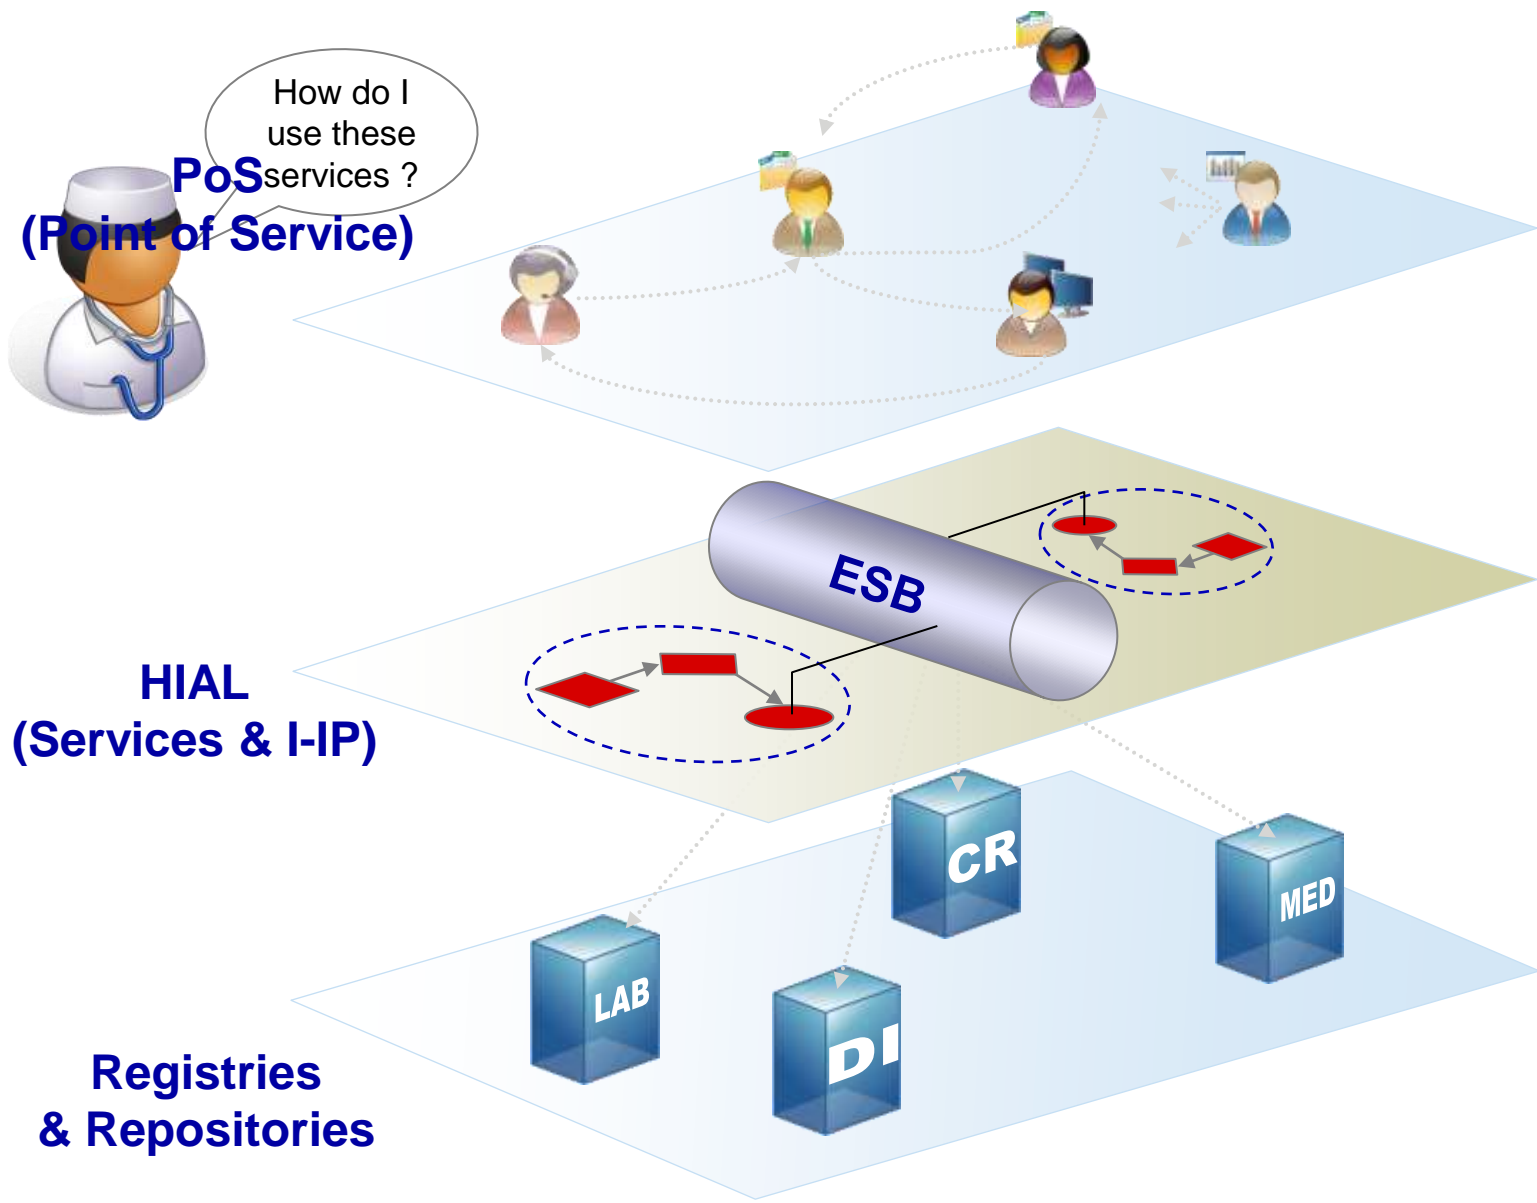 How do I
use these
services ?
PoS
(Point of Service)
ESB
HIAL
(Services & I-IP)
CR
MED
LAB
DI
Registries
& Repositories